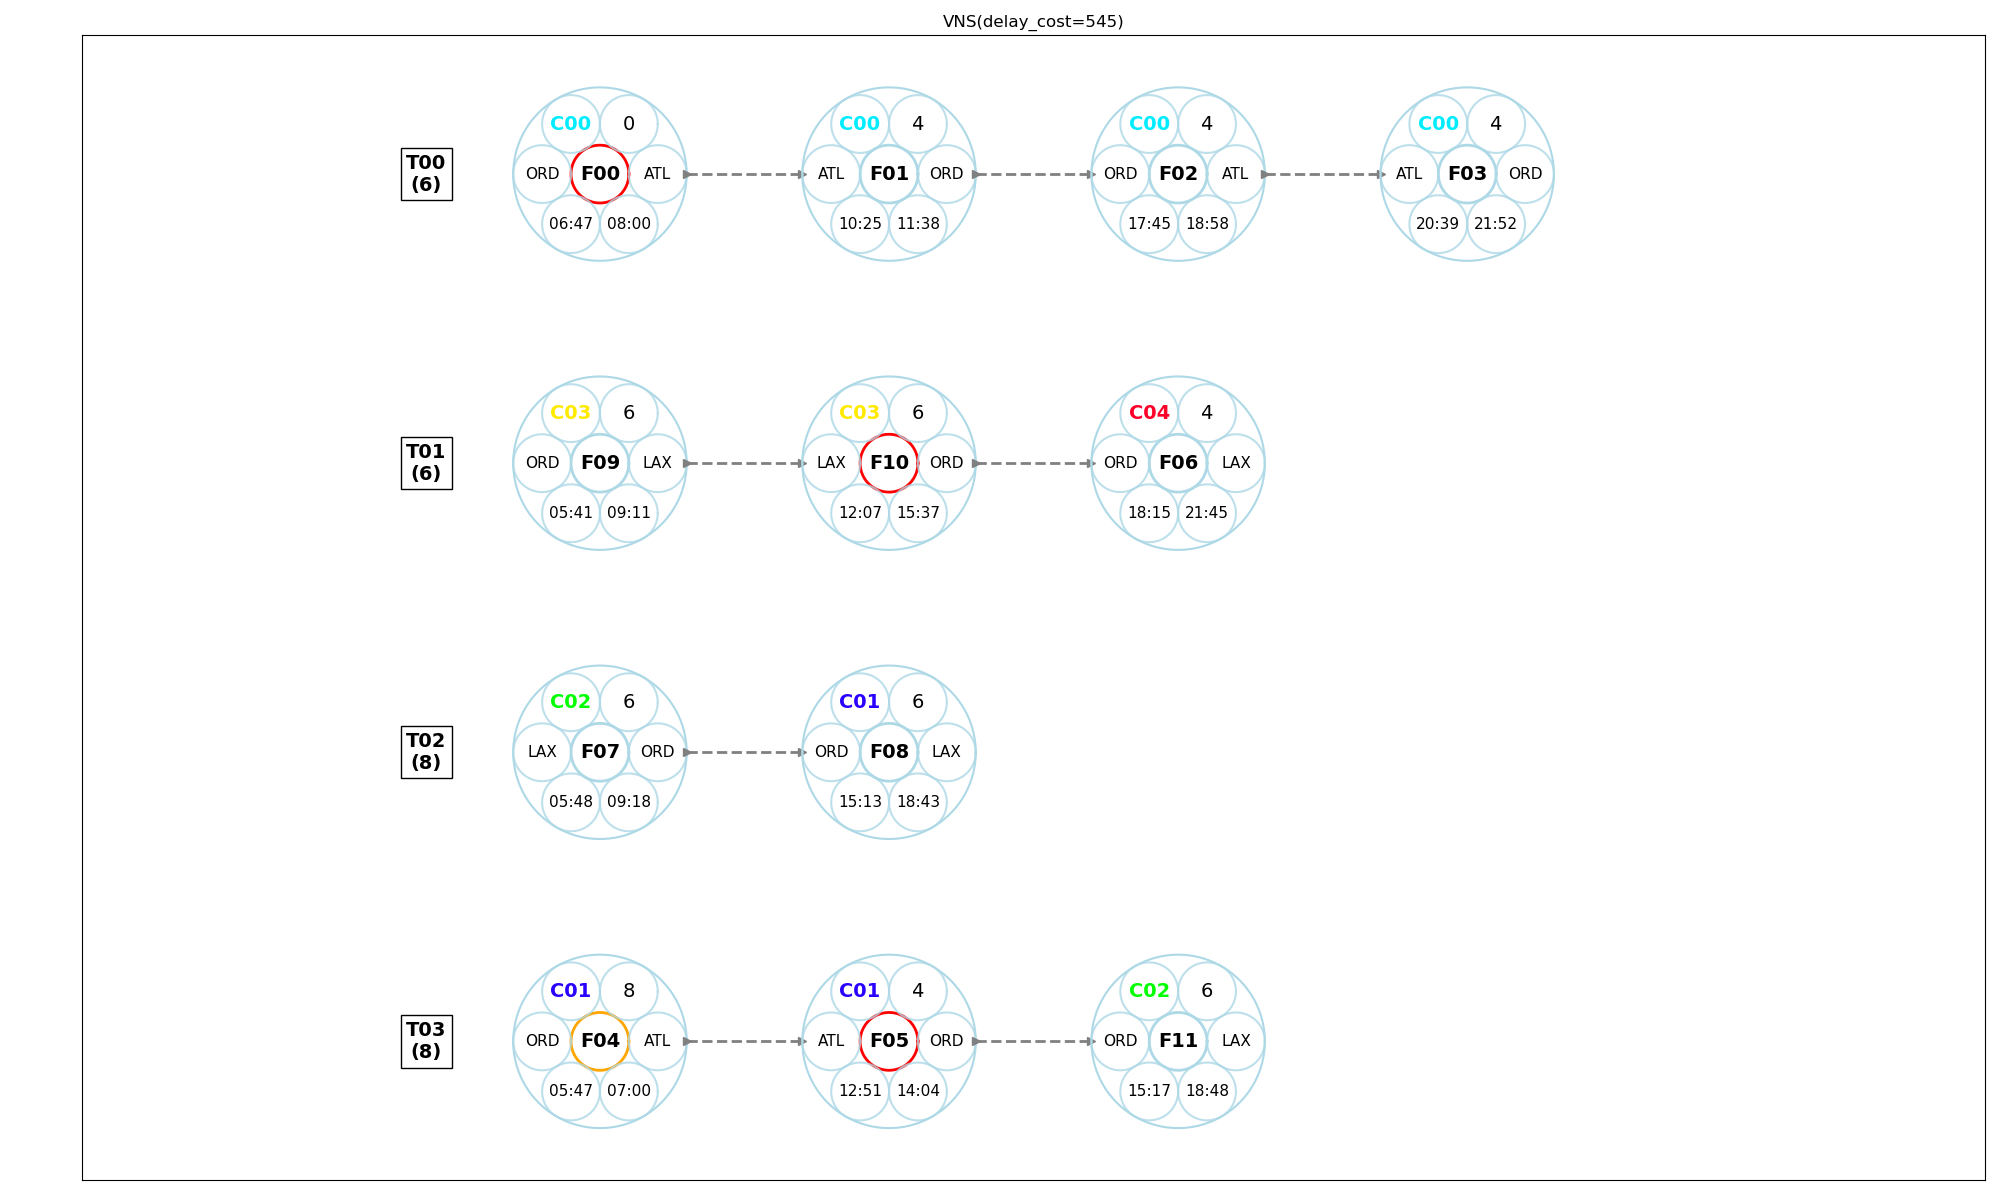 VNS(delay_cost=545)
C00 0 C00 4 C00 4 C00 4
T00
(6)
ORD F00 ATL ATL F01 ORD ORD F02 ATL ATL F03 ORD
06:47 08:00 10:25 11:38 17:45 18:58 20:39 21:52
C03 6 C03 6 C04 4
T01
(6)
ORD F09 LAX LAX F10 ORD ORD F06 LAX
05:41 09:11 12:07 15:37 18:15 21:45
C02 6 C01 6
T02
(8)
LAX F07 ORD ORD F08 LAX
05:48 09:18 15:13 18:43
C01 8 C01 4 C02 6
T03
(8)
ORD F04 ATL ATL F05 ORD ORD F11 LAX
05:47 07:00 12:51 14:04 15:17 18:48